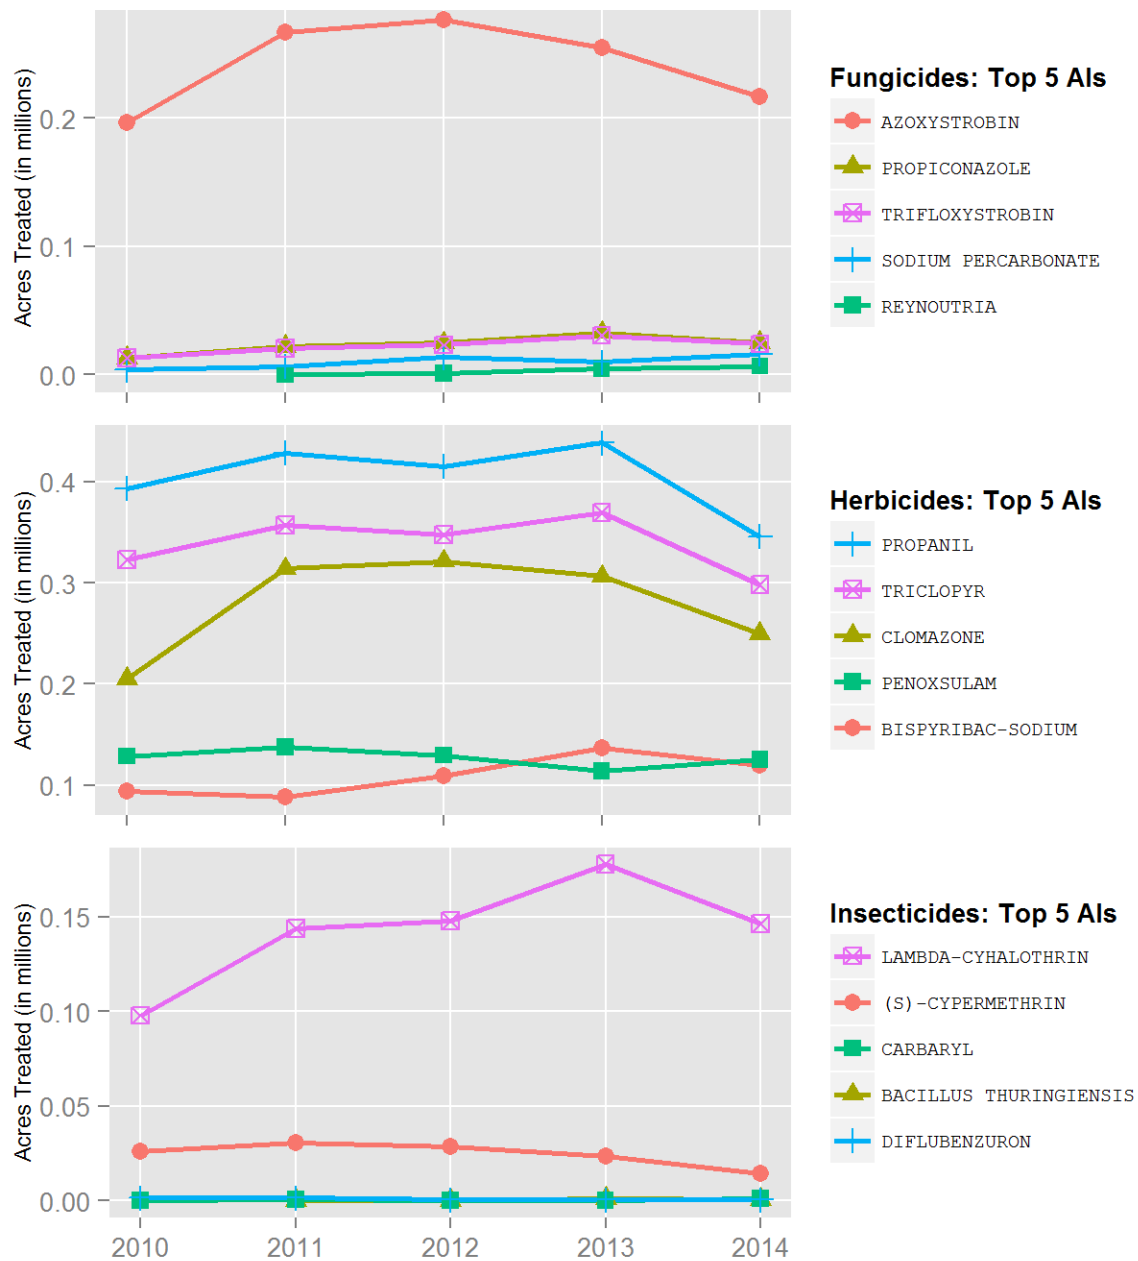 Acres Treated (in millions)
0.2
0.1
0.0
Fungicides: Top 5 AIs
AZOXYSTROBIN
PROPICONAZOLE
TRIFLOXYSTROBIN
SODIUM PERCARBONATE
REYNOUTRIA
Acres Treated (in millions)
0.4
0.3
0.2
0.1
Herbicides: Top 5 AIs
PROPANIL
TRICLOPYR
CLOMAZONE
PENOXSULAM
BISPYRIBAC-SODIUM
Acres Treated (in millions)
0.15
0.10
0.05
0.00
Insecticides: Top 5 AIs
LAMBDA-CYHALOTHRIN
(S)-CYPERMETHRIN
CARBARYL
BACILLUS THURINGIENSIS
DIFLUBENZURON
2010 2011 2012 2013 2014